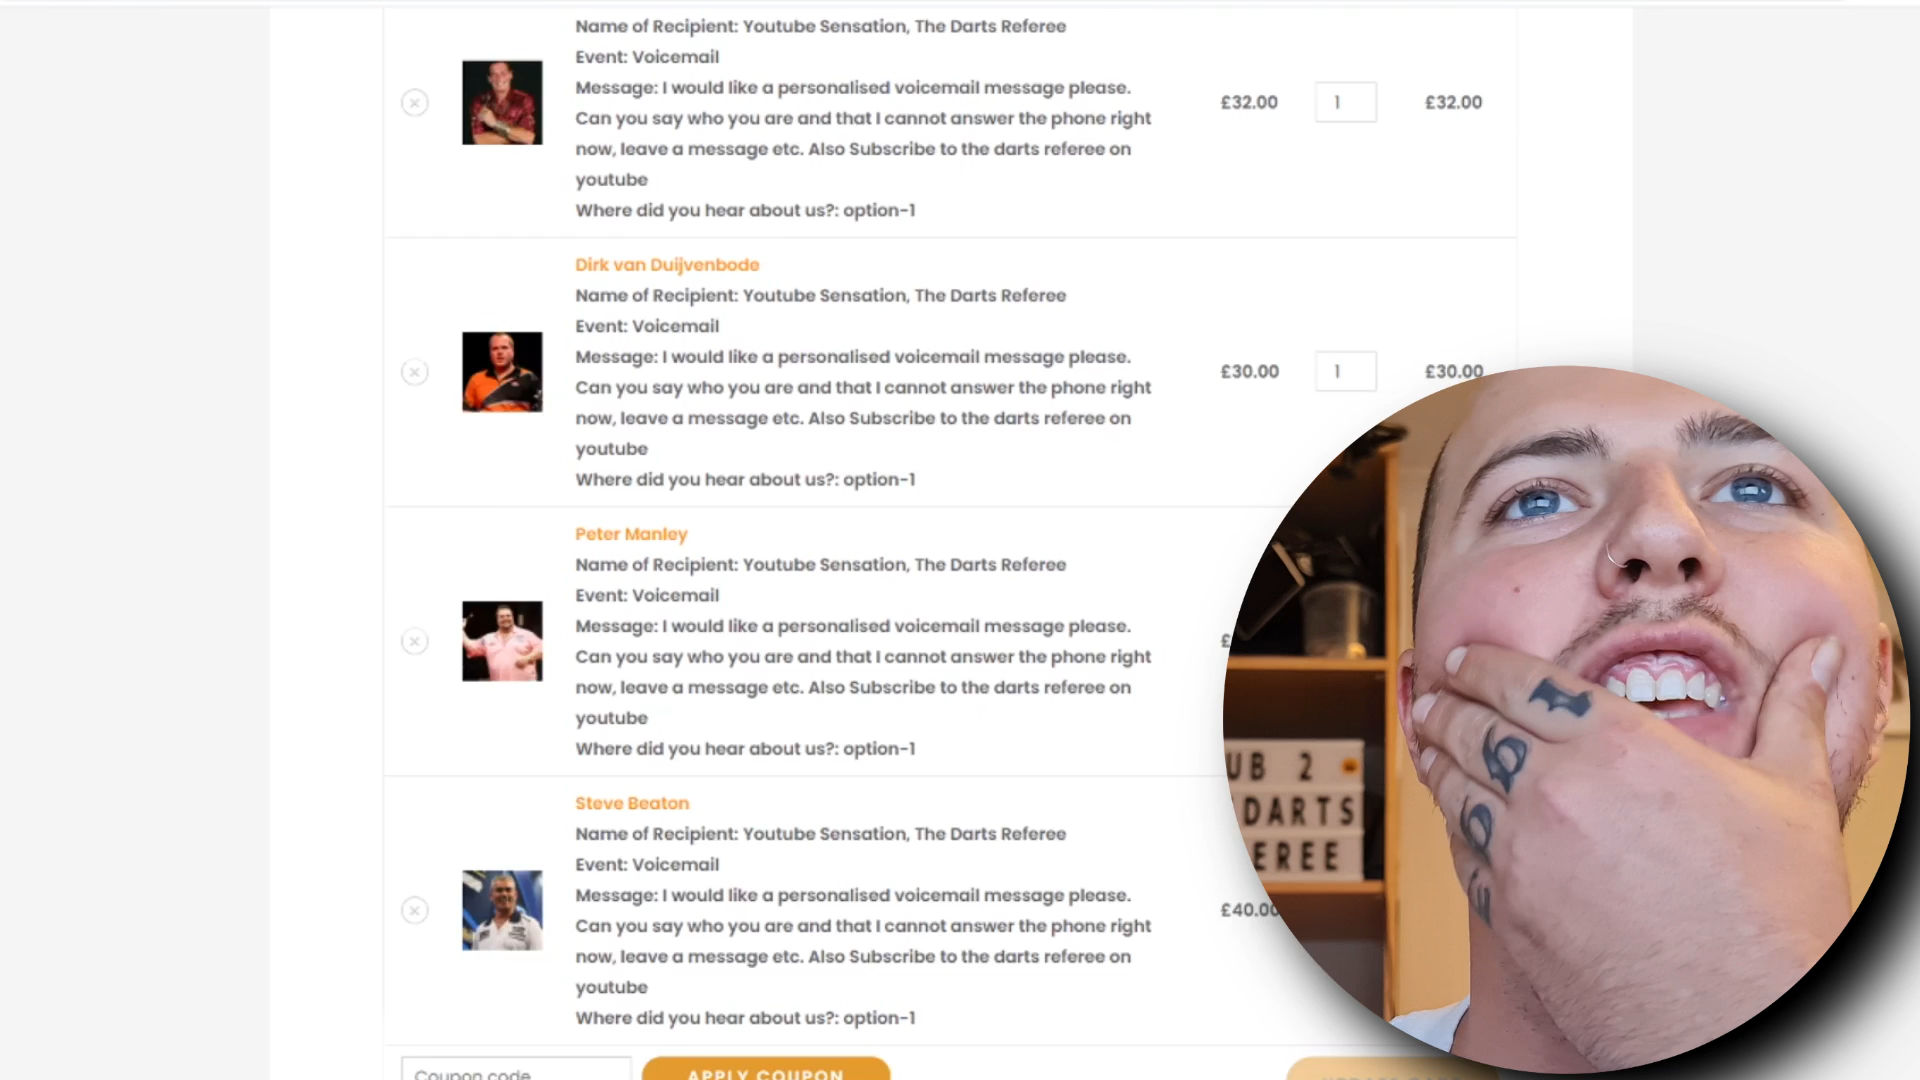 Name of Recipient: Youtube Sensation, The Darts Referee
Event: Voicemail
Message: I would like a personalised voicemail message please.
Can you say who you are and that I cannot answer the phone right
now, leave a message etc. Also Subscribe to the darts referee on
youtube
Where did you hear about us?: option-1
£32.00 1 £32.00
Dirk van Duijvenbode
Name of Recipient: Youtube Sensation, The Darts Referee
Event: Voicemail
Message: I would like a personalised voicemail message please.
Can you say who you are and that I cannot answer the phone right
now, leave a message etc. Also Subscribe to the darts referee on
youtube
Where did you hear about us?: option-1
£30.00 1 £30.00
Peter Manley
Name of Recipient: Youtube Sensation, The Darts Referee
Event: Voicemail
Message: I would like a personalised voicemail message please.
Can you say who you are and that I cannot answer the phone right
now, leave a message etc. Also Subscribe to the darts referee on
youtube
Where did you hear about us?: option-1
£
Steve Beaton
Name of Recipient: Youtube Sensation, The Darts Referee
Event: Voicemail
Message: I would like a personalised voicemail message please.
Can you say who you are and that I cannot answer the phone right
now, leave a message etc. Also Subscribe to the darts referee on
youtube
Where did you hear about us?: option-1
£40.00
Coupon code
APPLY COUPON
UB 2
DARTS
EREE